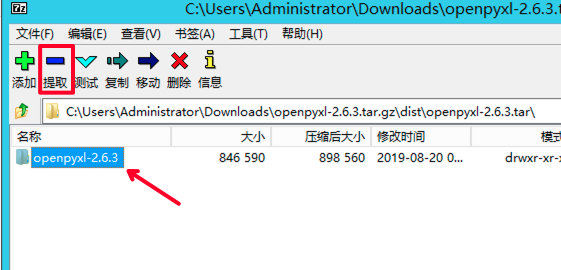 7z C:\Users\Administrator\Downloads\openpyxl-2.6.3.ta
文件(F) 编辑(E) 查看(V) 书签(A) 工具(T) 帮助(H)
添加 提取 测试 复制 移动 删除 信息
C:\Users\Administrator\Downloads\openpyxl-2.6.3.tar.gz\dist\openpyxl-2.6.3.tar\
名称 大小 压缩后大小 修改时间 模式
openpyxl-2.6.3 846 590 898 560 2019-08-20 0... drwxr-xr-x